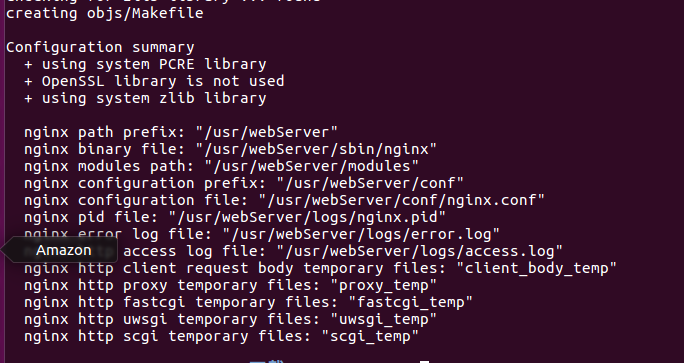 creating objs/Makefile
Configuration summary
+ using system PCRE library
+ OpenSSL library is not used
+ using system zlib library
nginx path prefix: "/usr/webServer"
nginx binary file: "/usr/webServer/sbin/nginx"
nginx modules path: "/usr/webServer/modules"
nginx configuration prefix: "/usr/webServer/conf"
nginx configuration file: "/usr/webServer/conf/nginx.conf"
nginx pid file: "/usr/webServer/logs/nginx.pid"
nginx error log file: "/usr/webServer/logs/error.log"
Amazon
access log file: "/usr/webServer/logs/access.log"
nginx http client request body temporary files: "client_body_temp"
nginx http proxy temporary files: "proxy_temp"
nginx http fastcgi temporary files: "fastcgi_temp"
nginx http uwsgi temporary files: "uwsgi_temp"
nginx http scgi temporary files: "scgi_temp"